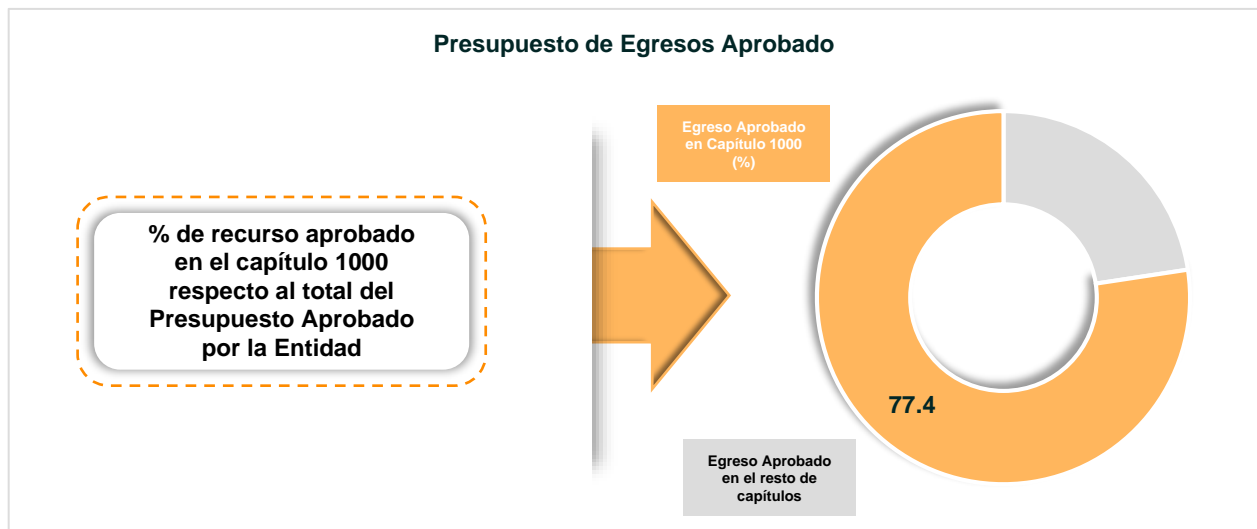 Presupuesto de Egresos Aprobado
% de recurso aprobado
en el capítulo 1000
respecto al total del
Presupuesto Aprobado
por la Entidad
Egreso Aprobado
en Capítulo 1000
(%)
77.4
Egreso Aprobado
en el resto de
capítulos